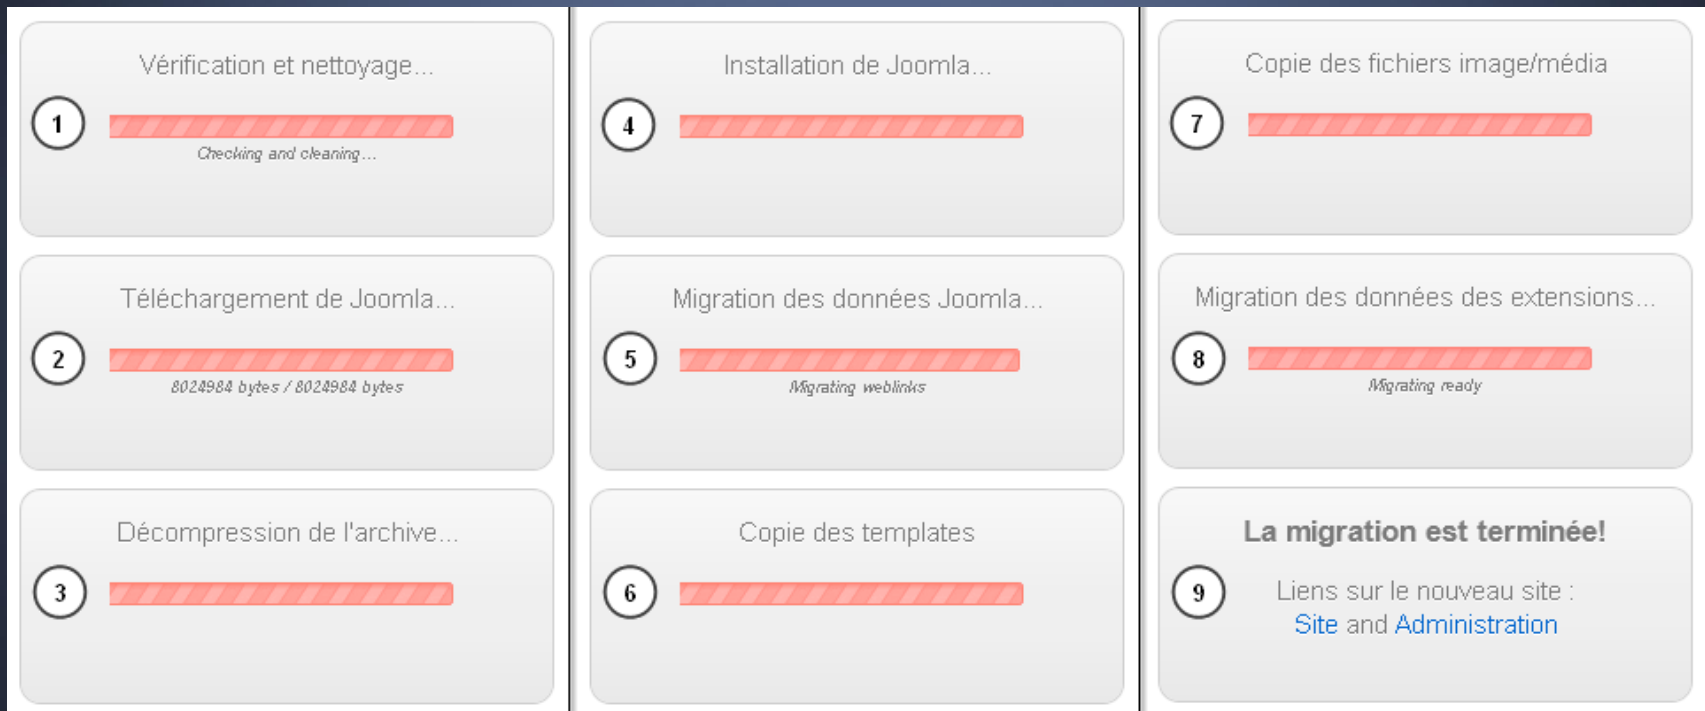 Vérification et nettoyage...
1
Checking and cleaning...
Téléchargement de Joomla...
2
8024984 bytes / 8024984 bytes
Décompression de l'archive...
3
Installation de Joomla...
4
Migration des données Joomla...
5
Migrating weblinks
Copie des templates
6
Copie des fichiers image/média
7
Migration des données des extensions...
8
Migrating ready
La migration est terminée!
9
Liens sur le nouveau site :
Site and Administration